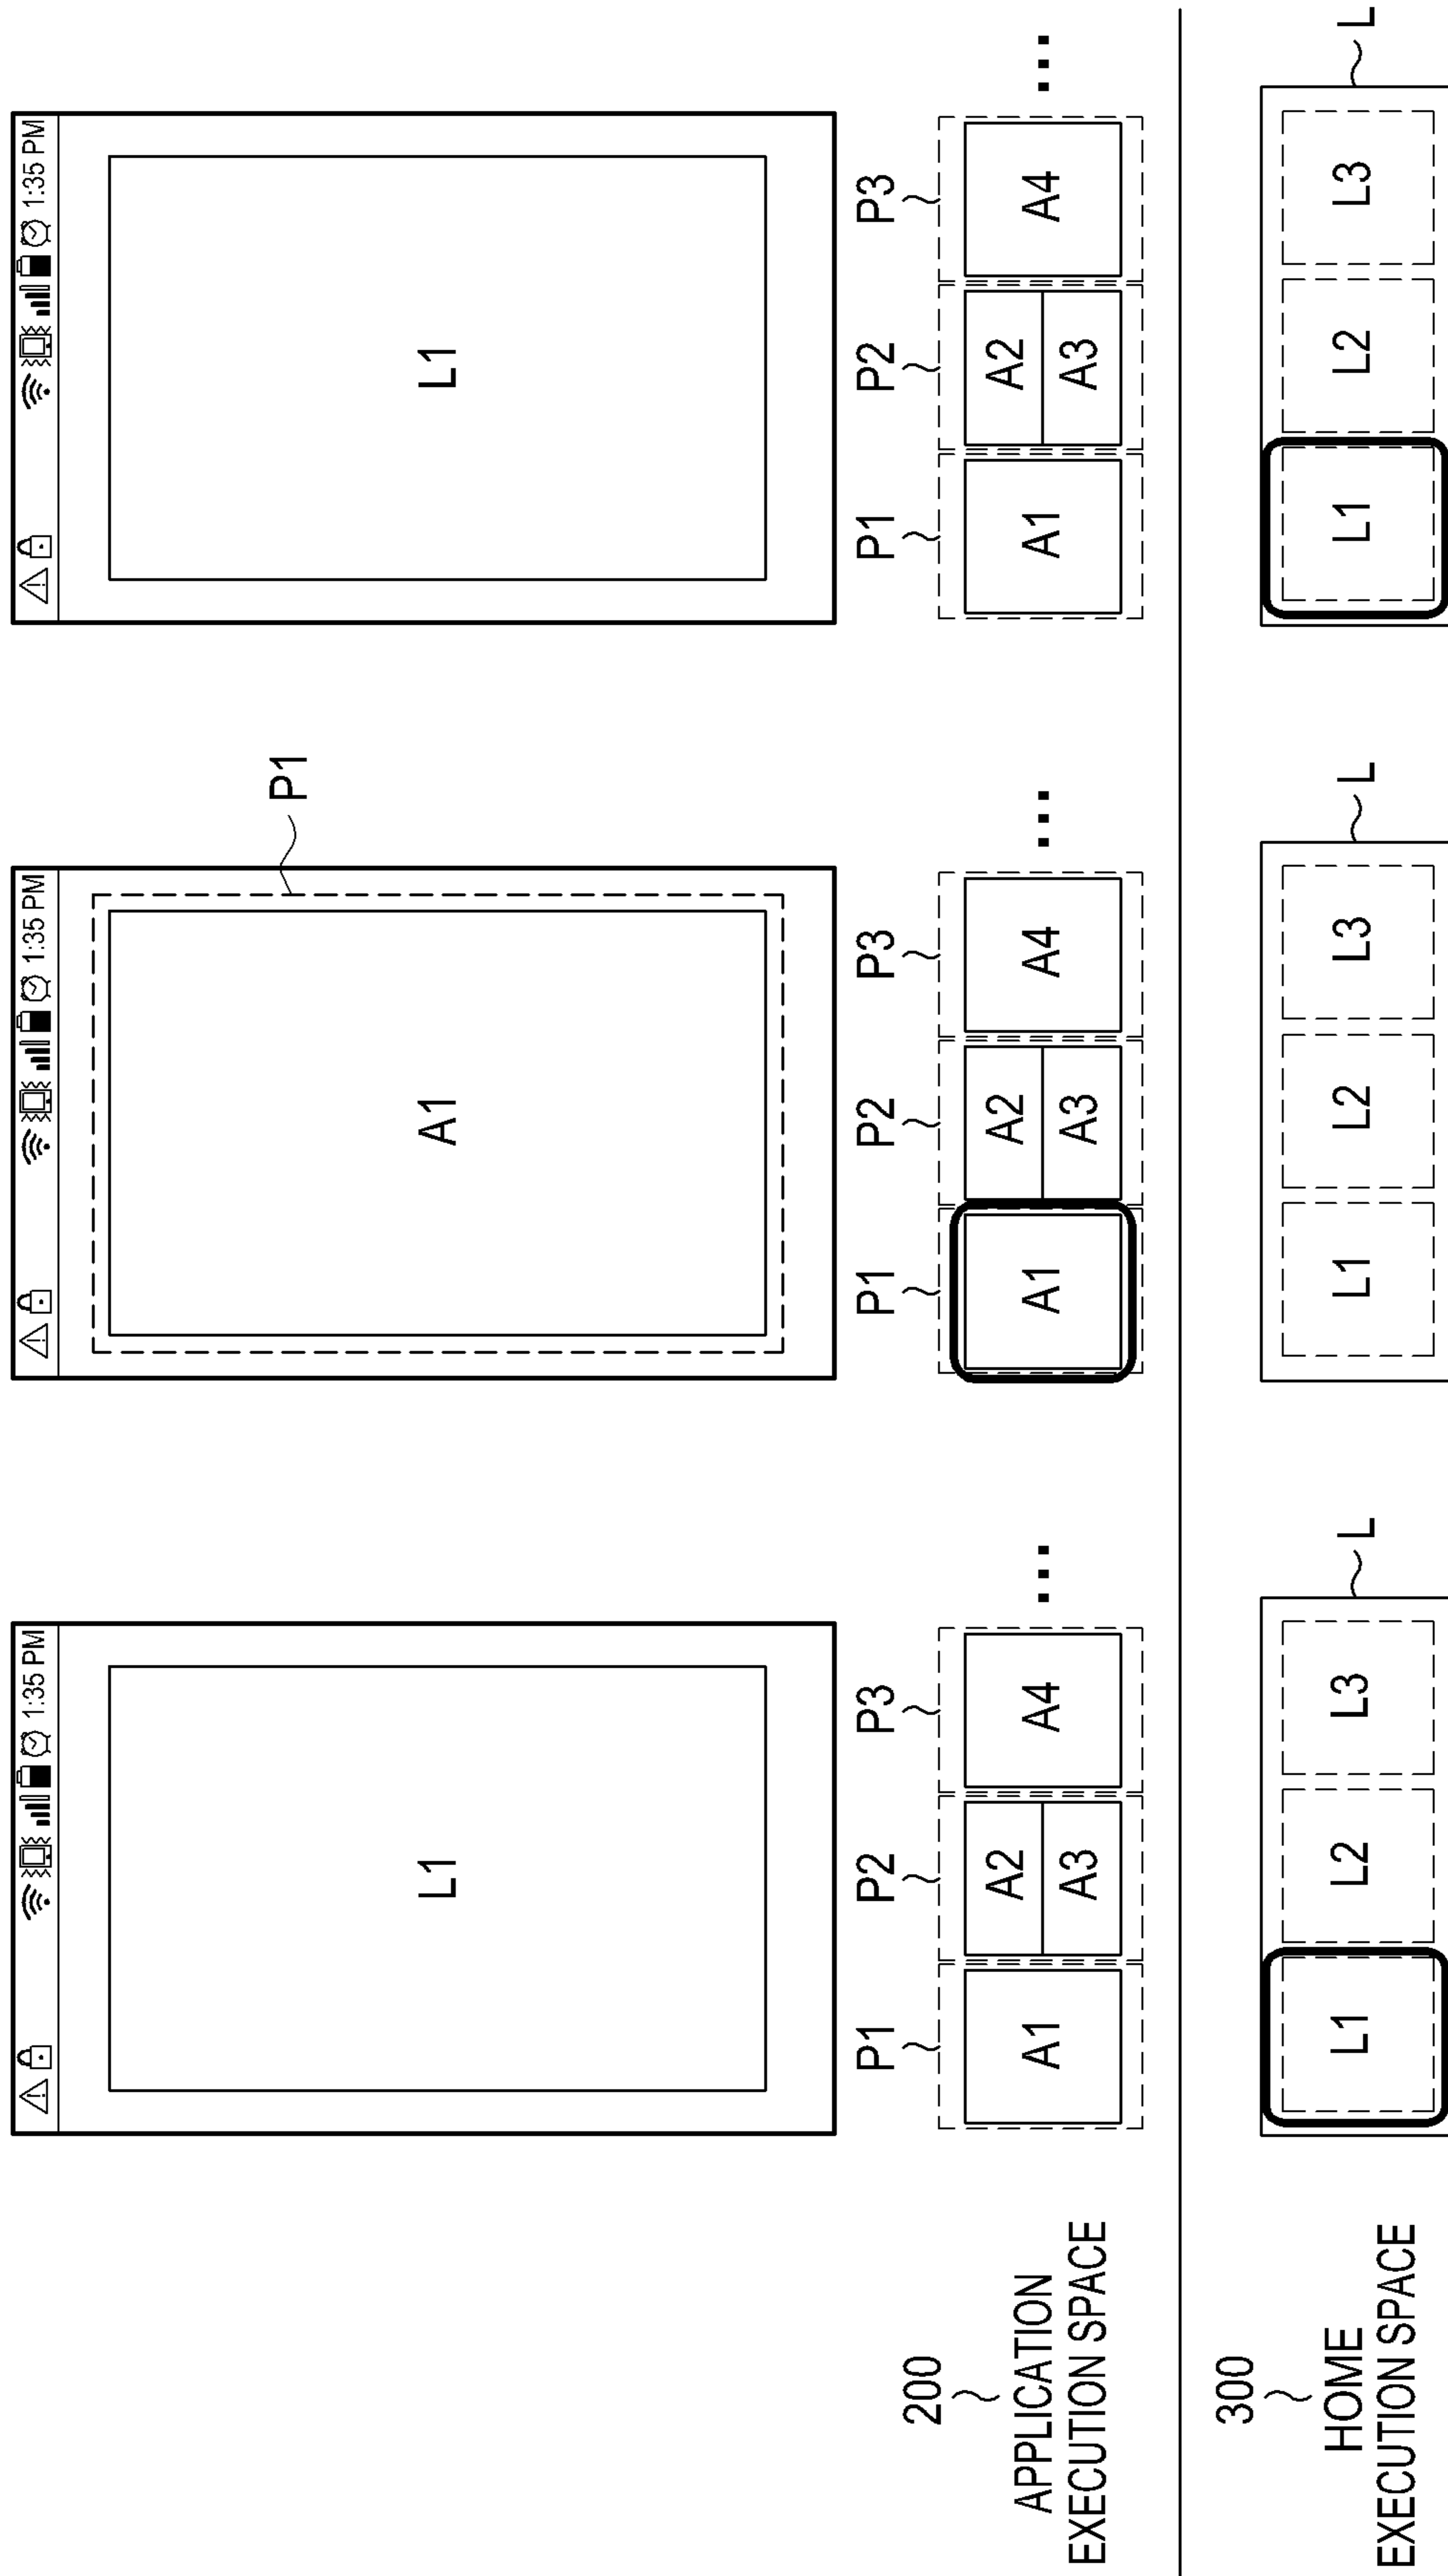 1:35 PM
L1
1:35 PM
A1
P1
1:35 PM
L1
200
APPLICATION
EXECUTION SPACE
P1
P2
P3
A1
A2
A3
A4
...
P1
P2
P3
A1
A2
A3
A4
...
P1
P2
P3
A1
A2
A3
A4
...
300
HOME
EXECUTION SPACE
L1
L2
L3
L
L1
L2
L3
L
L1
L2
L3
L